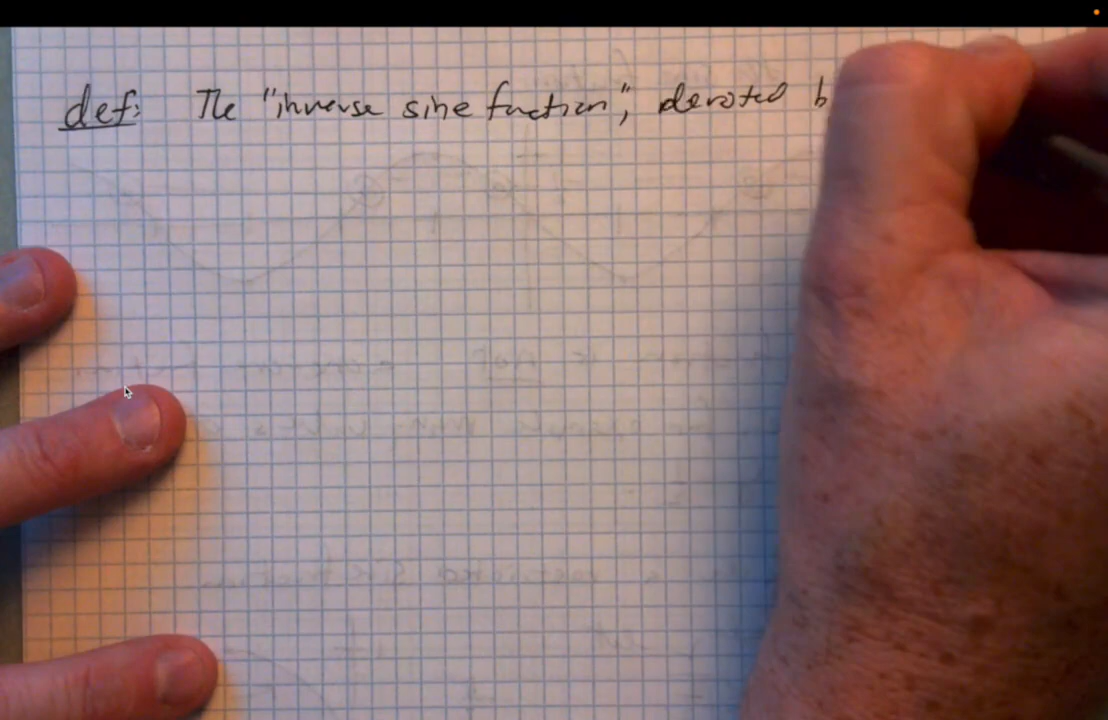 def: The "inverse sine function", denoted b